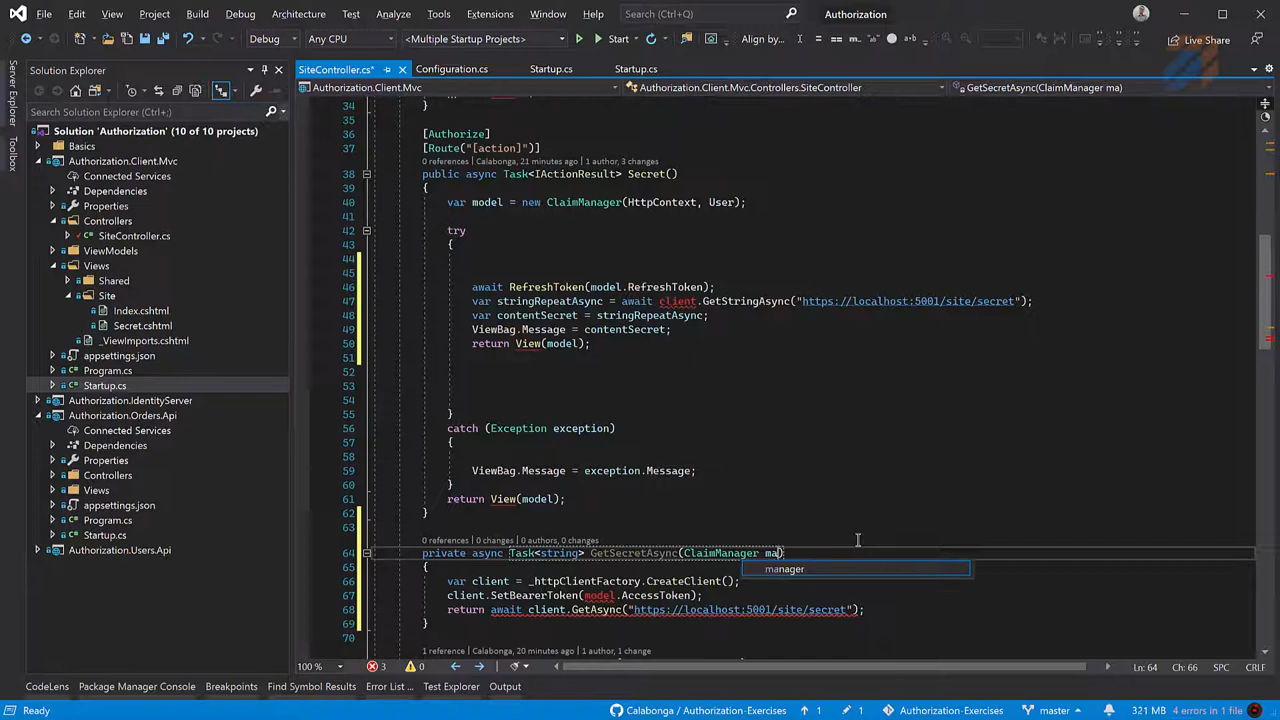 File Edit View Git Project Build Debug Architecture Test Analyze Tools Extensions Window Help Search (Ctrl+Q) Authorization
Debug Any CPU <Multiple Startup Projects> Start Align by... Live Share
Server Explorer
Toolbox
Solution Explorer
Search Solution Explorer (Ctrl+;)
Solution 'Authorization' (10 of 10 projects)
Basics
Authorization.Client.Mvc
Connected Services
Dependencies
Properties
Controllers
SiteController.cs
ViewModels
Views
Shared
Site
Index.cshtml
Secret.cshtml
_ViewImports.cshtml
appsettings.json
Program.cs
Startup.cs
Authorization.IdentityServer
Authorization.Orders.Api
Connected Services
Dependencies
Properties
Controllers
Views
appsettings.json
Program.cs
Startup.cs
Authorization.Users.Api
SiteController.cs* Configuration.cs Startup.cs Startup.cs
Authorization.Client.Mvc Authorization.Client.Mvc.Controllers.SiteController GetSecretAsync(ClaimManager ma)
34 }
35
36 [Authorize]
37 [Route("[action]")]
0 references | Calabonga, 21 minutes ago | 1 author, 3 changes
38 public async Task<IActionResult> Secret()
39 {
40 var model = new ClaimManager(HttpContext, User);
41
42 try
43 {
44
45
46 await RefreshToken(model.RefreshToken);
47 var stringRepeatAsync = await client.GetStringAsync("https://localhost:5001/site/secret");
48 var contentSecret = stringRepeatAsync;
49 ViewBag.Message = contentSecret;
50 return View(model);
51
52
53
54
55 }
56 catch (Exception exception)
57 {
58
59 ViewBag.Message = exception.Message;
60 }
61 return View(model);
62 }
63
0 references | 0 changes | 0 authors, 0 changes
64 private async Task<string> GetSecretAsync(ClaimManager ma)
manager
65 {
66 var client = _httpClientFactory.CreateClient();
67 client.SetBearerToken(model.AccessToken);
68 return await client.GetAsync("https://localhost:5001/site/secret");
69 }
70
1 reference | Calabonga, 20 minutes ago | 1 author, 1 change
100 % 3 0 Ln: 64 Ch: 66 SPC CRLF
CodeLens Package Manager Console Breakpoints Find Symbol Results Error List ... Test Explorer Output
Ready Calabonga / Authorization-Exercises 1 1 Authorization-Exercises master 321 MB 4 errors in 1 file